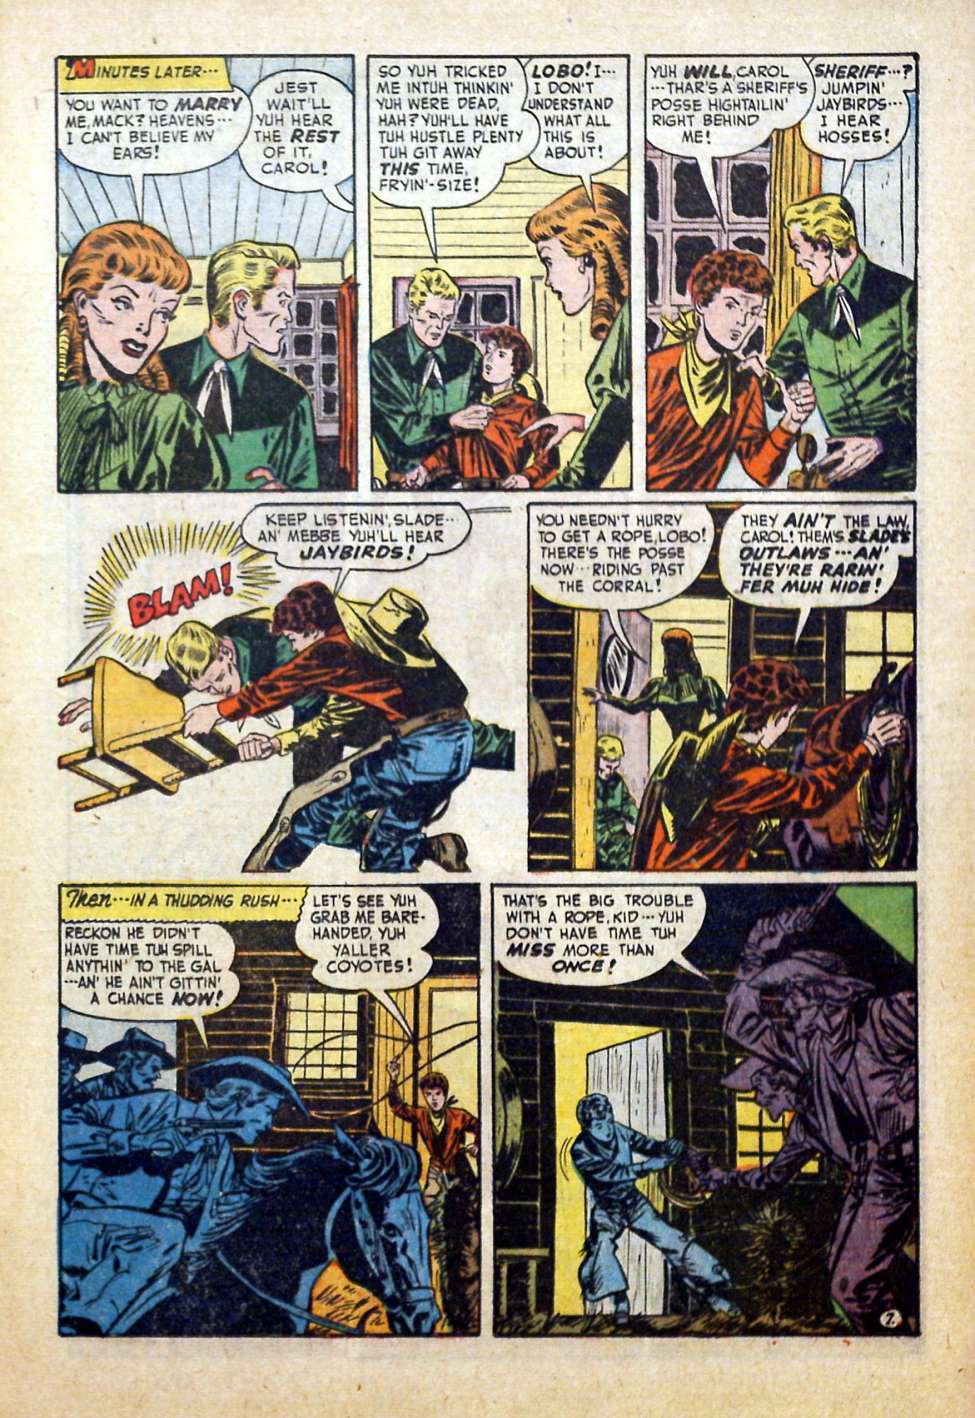 MINUTES LATER---
YOU WANT TO MARRY
ME, MACK? HEAVENS---
I CAN'T BELIEVE MY
EARS!
JEST
WAIT'LL
YUH HEAR
THE REST
OF IT,
CAROL!
SO YUH TRICKED
ME INTUH THINKIN'
YUH WERE DEAD,
HAH? YUH'LL HAVE
TUH HUSTLE PLENTY
TUH GIT AWAY
THIS TIME,
FRYIN'-SIZE!
LOBO! I---
I DON'T
UNDERSTAND
WHAT ALL
THIS IS
ABOUT!
YUH WILL, CAROL
---THAR'S A SHERIFF'S
POSSE HIGHTAILIN'
RIGHT BEHIND
ME!
SHERIFF---?
JUMPIN'
JAYBIRDS---
I HEAR
HOSSES!
BLAM!
KEEP LISTENIN', SLADE--
AN' MEBBE YUH'LL HEAR
JAYBIRDS!
YOU NEEDN'T HURRY
TO GET A ROPE, LOBO!
THERE'S THE POSSE
NOW--- RIDING PAST
THE CORRAL!
THEY AIN'T THE LAW,
CAROL! THEM'S SLADE'S
OUTLAWS---AN'
THEY'RE RARIN'
FER MUH HIDE!
THEN---IN A THUDDING RUSH---
RECKON HE DIDN'T
HAVE TIME TUH SPILL
ANYTHIN' TO THE GAL
---AN' HE AIN'T GITTIN'
A CHANCE NOW!
LET'S SEE YUH
GRAB ME BARE-
HANDED, YUH
YALLER
COYOTES!
THAT'S THE BIG TROUBLE
WITH A ROPE, KID---YUH
DON'T HAVE TIME TUH
MISS MORE THAN
ONCE!
7.